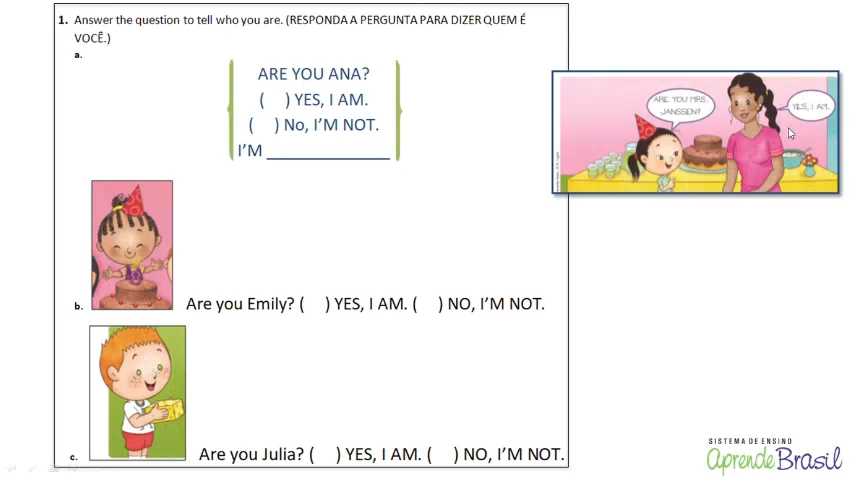 1. Answer the question to tell who you are. (RESPONDA A PERGUNTA PARA DIZER QUEM É
VOCÊ.)
a.
ARE YOU ANA?
(    ) YES, I AM.
(    ) No, I'M NOT.
I'M _______________
ARE YOU MRS.
JANSSEN?
YES, I AM.
b. Are you Emily? (    ) YES, I AM. (    ) NO, I'M NOT.
c. Are you Julia? (    ) YES, I AM. (    ) NO, I'M NOT.
SISTEMA DE ENSINO
Aprende Brasil